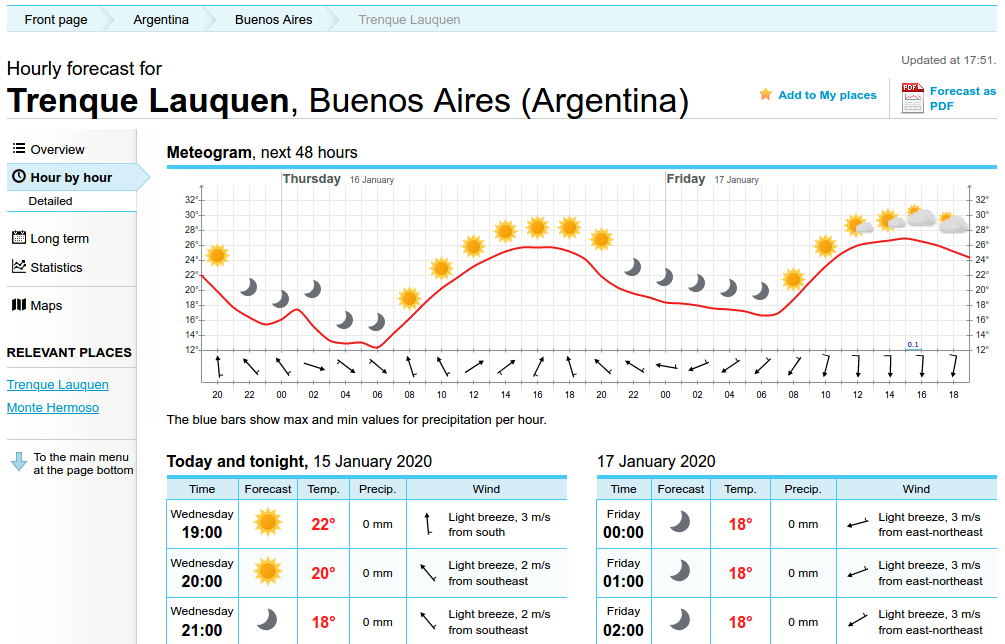 Front page Argentina Buenos Aires Trenque Lauquen
Updated at 17:51.
Hourly forecast for
Trenque Lauquen, Buenos Aires (Argentina)
Add to My places
PDF
Forecast as
PDF
Overview
Hour by hour
Detailed
Long term
Statistics
Maps
RELEVANT PLACES
Trenque Lauquen
Monte Hermoso
To the main menu
at the page bottom
Meteogram, next 48 hours
Thursday 16 January Friday 17 January
32° 32°
30° 30°
28° 28°
26° 26°
24° 24°
22° 22°
20° 20°
18° 18°
16° 16°
14° 14°
12° 0.1 12°
20 22 00 02 04 06 08 10 12 14 16 18 20 22 00 02 04 06 08 10 12 14 16 18
The blue bars show max and min values for precipitation per hour.
Today and tonight, 15 January 2020
Time Forecast Temp. Precip. Wind
Wednesday
19:00 22° 0 mm Light breeze, 3 m/s
from south
Wednesday
20:00 20° 0 mm Light breeze, 2 m/s
from southeast
Wednesday
21:00 18° 0 mm Light breeze, 2 m/s
from southeast
17 January 2020
Time Forecast Temp. Precip. Wind
Friday
00:00 18° 0 mm Light breeze, 3 m/s
from east-northeast
Friday
01:00 18° 0 mm Light breeze, 3 m/s
from east-northeast
Friday
02:00 18° 0 mm Light breeze, 3 m/s
from east-northeast